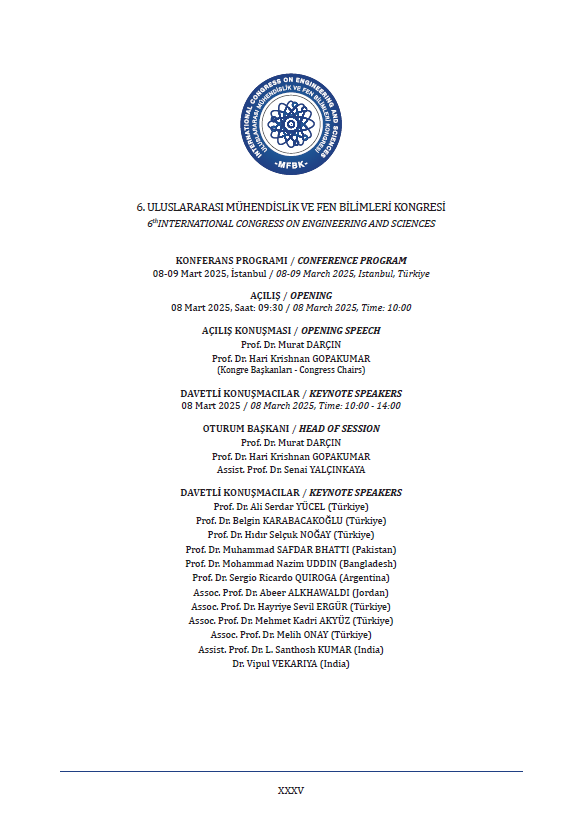 INTERNATIONAL CONGRESS ON ENGINEERING AND SCIENCES
ULUSLARARASI MÜHENDİSLİK VE FEN BİLİMLERİ KONGRESİ
-MFBK-
6. ULUSLARARASI MÜHENDİSLİK VE FEN BİLİMLERİ KONGRESİ
6thINTERNATIONAL CONGRESS ON ENGINEERING AND SCIENCES
KONFERANS PROGRAMI / CONFERENCE PROGRAM
08-09 Mart 2025, İstanbul / 08-09 March 2025, Istanbul, Türkiye
AÇILIŞ / OPENING
08 Mart 2025, Saat: 09:30 / 08 March 2025, Time: 10:00
AÇILIŞ KONUŞMASI / OPENING SPEECH
Prof. Dr. Murat DARÇIN
Prof. Dr. Hari Krishnan GOPAKUMAR
(Kongre Başkanları - Congress Chairs)
DAVETLİ KONUŞMACILAR / KEYNOTE SPEAKERS
08 Mart 2025 / 08 March 2025, Time: 10:00 - 14:00
OTURUM BAŞKANI / HEAD OF SESSION
Prof. Dr. Murat DARÇIN
Prof. Dr. Hari Krishnan GOPAKUMAR
Assist. Prof. Dr. Senai YALÇINKAYA
DAVETLİ KONUŞMACILAR / KEYNOTE SPEAKERS
Prof. Dr. Ali Serdar YÜCEL (Türkiye)
Prof. Dr. Belgin KARABACAKOĞLU (Türkiye)
Prof. Dr. Hıdır Selçuk NOĞAY (Türkiye)
Prof. Dr. Muhammad SAFDAR BHATTI (Pakistan)
Prof. Dr. Mohammad Nazim UDDIN (Bangladesh)
Prof. Dr. Sergio Ricardo QUIROGA (Argentina)
Assoc. Prof. Dr. Abeer ALKHAWALDI (Jordan)
Assoc. Prof. Dr. Hayriye Sevil ERGÜR (Türkiye)
Assoc. Prof. Dr. Mehmet Kadri AKYÜZ (Türkiye)
Assoc. Prof. Dr. Melih ONAY (Türkiye)
Assist. Prof. Dr. L. Santhosh KUMAR (India)
Dr. Vipul VEKARIYA (India)
XXXV